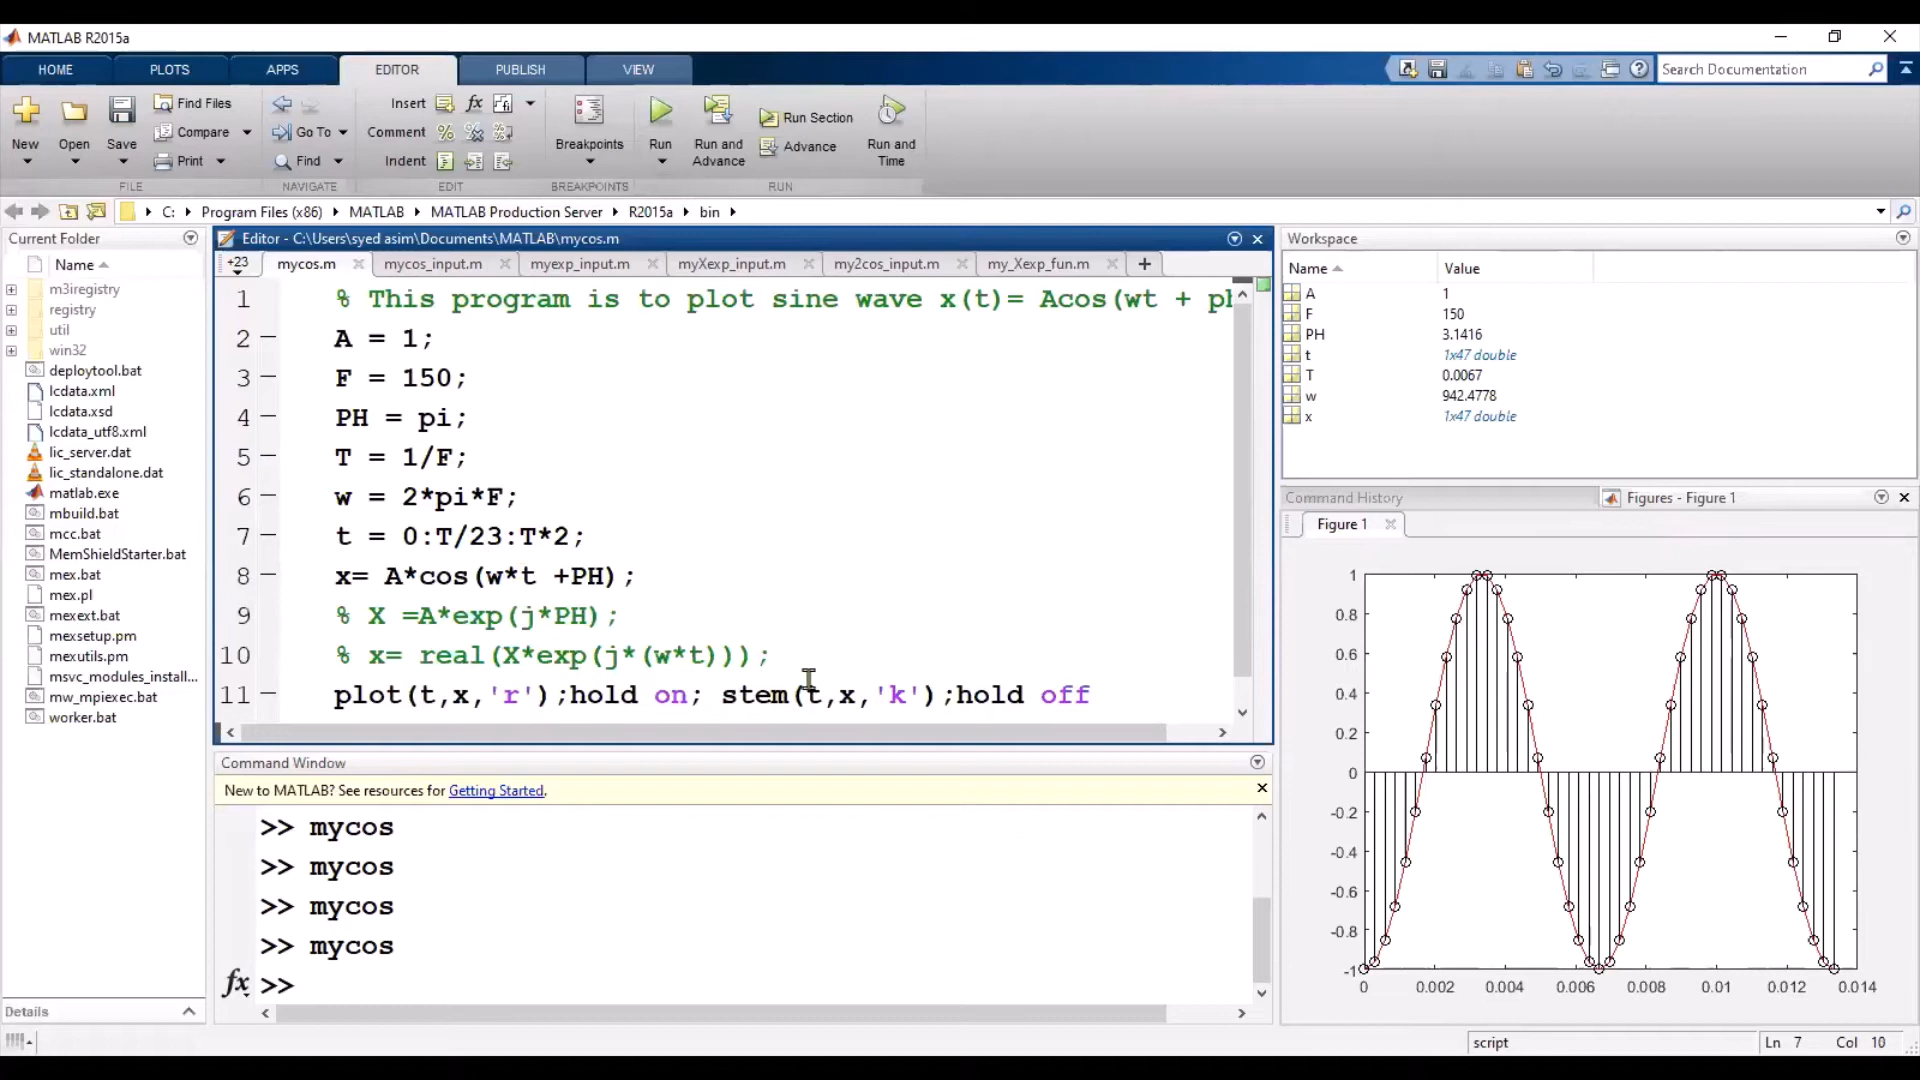 MATLAB R2015a
HOME PLOTS APPS EDITOR PUBLISH VIEW
Search Documentation
New Open Save
Find Files
Compare
Print
Go To
Find
Insert
Comment
Indent
fx
Breakpoints
Run
Run and Advance
Run Section
Advance
Run and Time
FILE NAVIGATE EDIT BREAKPOINTS RUN
C: Program Files (x86) MATLAB MATLAB Production Server R2015a bin
Current Folder
Name
m3iregistry
registry
util
win32
deploytool.bat
lcdata.xml
lcdata.xsd
lcdata_utf8.xml
lic_server.dat
lic_standalone.dat
matlab.exe
mbuild.bat
mcc.bat
MemShieldStarter.bat
mex.bat
mex.pl
mexext.bat
mexsetup.pm
mexutils.pm
msvc_modules_install...
mw_mpiexec.bat
worker.bat
Details
Editor - C:\Users\syed asim\Documents\MATLAB\mycos.m
+23 mycos.m mycos_input.m myexp_input.m myXexp_input.m my2cos_input.m my_Xexp_fun.m
1 % This program is to plot sine wave x(t)= Acos(wt + ph
2 A = 1;
3 F = 150;
4 PH = pi;
5 T = 1/F;
6 w = 2*pi*F;
7 t = 0:T/23:T*2;
8 x= A*cos(w*t +PH);
9 % X =A*exp(j*PH);
10 % x= real(X*exp(j*(w*t)));
11 plot(t,x,'r');hold on; stem(t,x,'k');hold off
Command Window
New to MATLAB? See resources for Getting Started.
>> mycos
>> mycos
>> mycos
>> mycos
fx >>
Workspace
Name Value
A 1
F 150
PH 3.1416
t 1x47 double
T 0.0067
w 942.4778
x 1x47 double
Command History
Figures - Figure 1
Figure 1
1
0.8
0.6
0.4
0.2
0
-0.2
-0.4
-0.6
-0.8
-1
0 0.002 0.004 0.006 0.008 0.01 0.012 0.014
script
Ln 7 Col 10